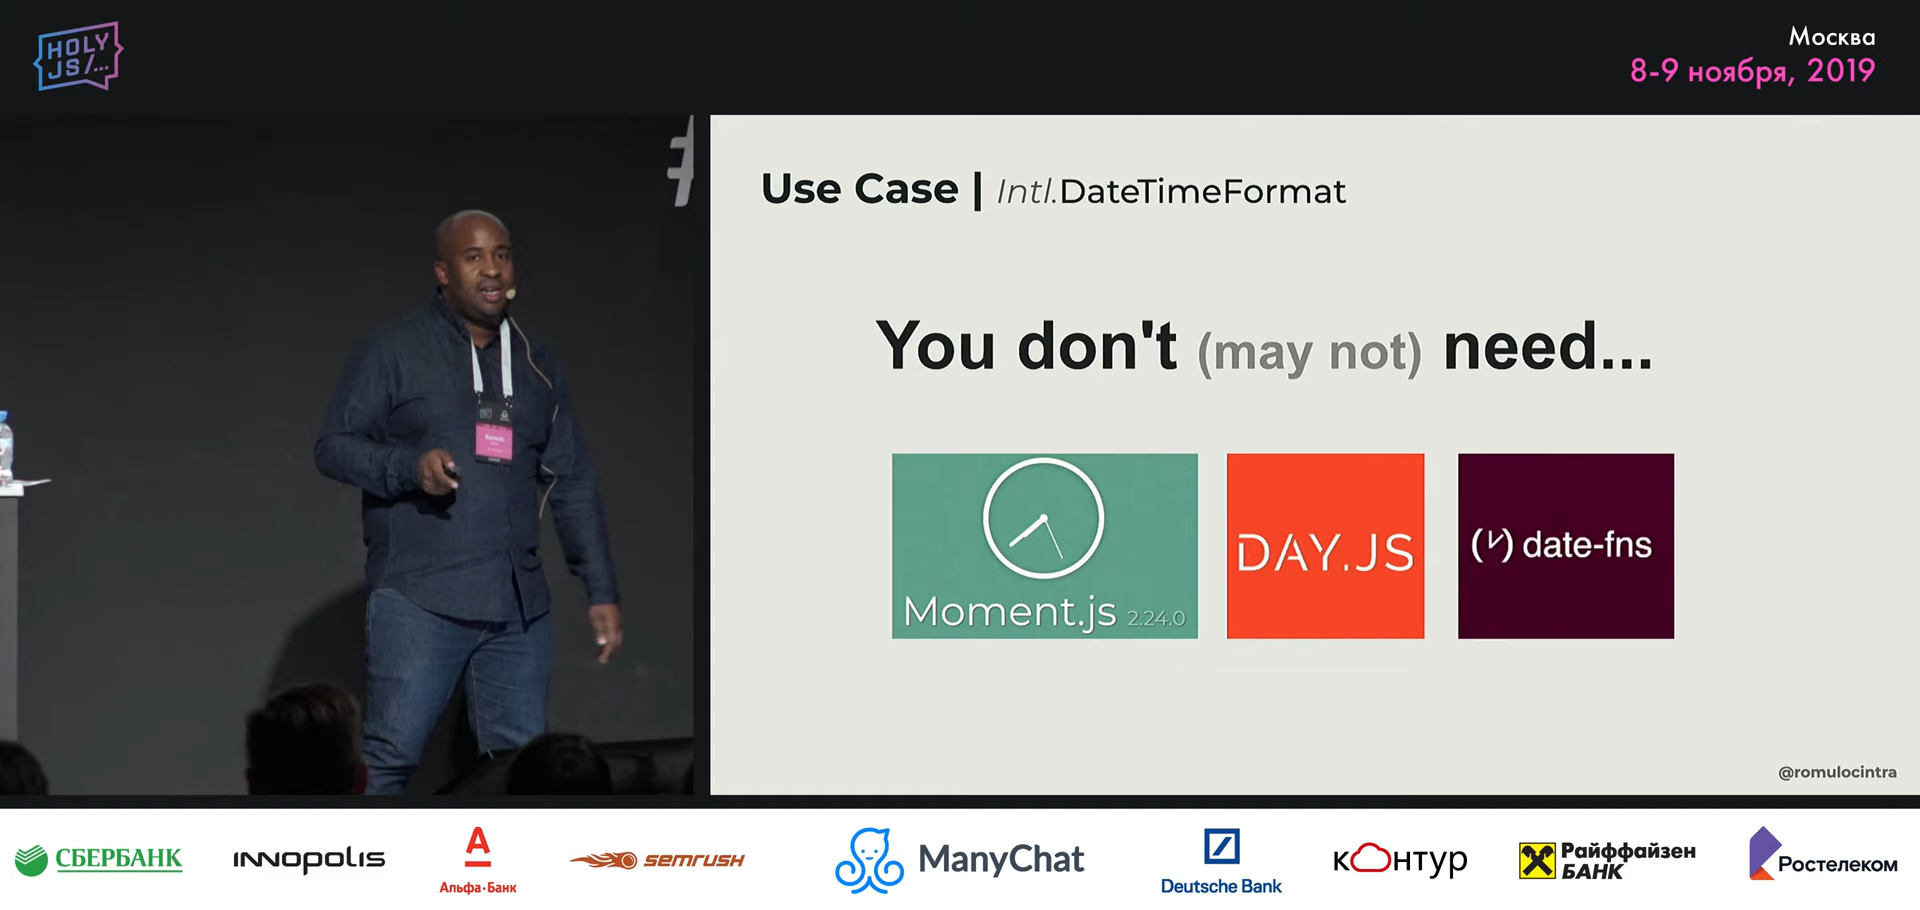 HOLY
JS/...
Москва
8-9 ноября, 2019
Use Case | Intl.DateTimeFormat
You don't (may not) need...
Moment.js 2.24.0
DAY.JS
date-fns
@romulocintra
Romulo
СБЕРБАНК
INNOPOLIS
Альфа·Банк
semrush
ManyChat
Deutsche Bank
кОнтур
Райффайзен
БАНК
Ростелеком